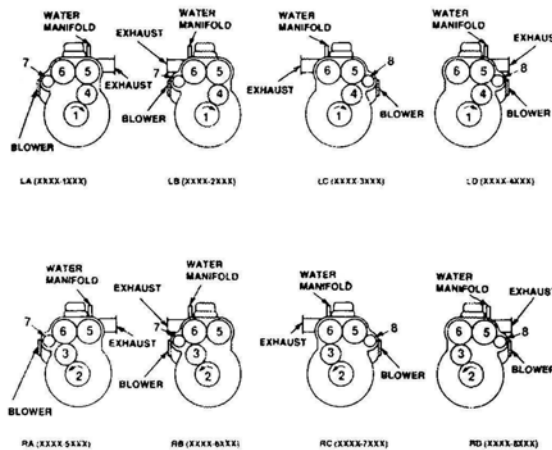 WATER
MANIFOLD
7
6 5
EXHAUST
4
1
BLOWER
LA (XXXX-1XXX)
WATER
MANIFOLD
EXHAUST
7
6 5
BLOWER
4
1
LB (XXXX-2XXX)
WATER
MANIFOLD
EXHAUST
6 5
8
4
BLOWER
1
LC (XXXX-3XXX)
WATER
MANIFOLD
EXHAUST
6 5
8
4
BLOWER
1
LD (XXXX-4XXX)
WATER
MANIFOLD
7
6 5
EXHAUST
3
2
BLOWER
RA (XXXX-5XXX)
WATER
MANIFOLD
EXHAUST
7
6 5
3
BLOWER
2
RB (XXXX-6XXX)
WATER
MANIFOLD
6 5
8
EXHAUST
3
BLOWER
2
RC (XXXX-7XXX)
WATER
MANIFOLD
EXHAUST
6 5
8
3
BLOWER
2
RD (XXXX-8XXX)